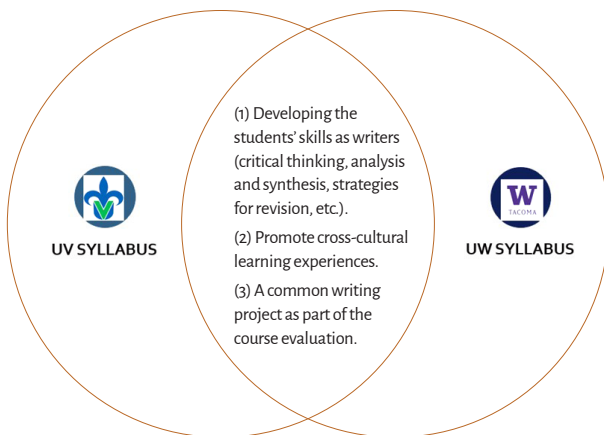 (1) Developing the
students' skills as writers
(critical thinking, analysis
and synthesis, strategies
for revision, etc.).
(2) Promote cross-cultural
learning experiences.
(3) A common writing
project as part of the
course evaluation.
UV SYLLABUS
W
TACOMA
UW SYLLABUS